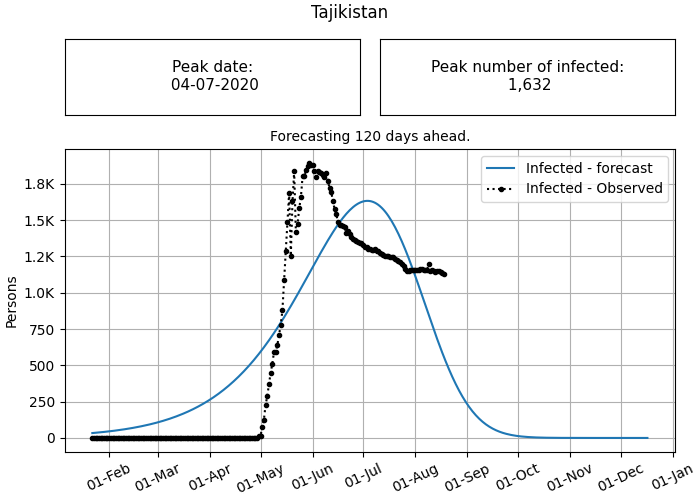 Tajikistan
Peak date:
04-07-2020
Peak number of infected:
1,632
Forecasting 120 days ahead.
Infected - forecast
Infected - Observed
Persons
1.8K
1.5K
1.2K
1.0K
750
500
250
0
01-Feb
01-Mar
01-Apr
01-May
01-Jun
01-Jul
01-Aug
01-Sep
01-Oct
01-Nov
01-Dec
01-Jan